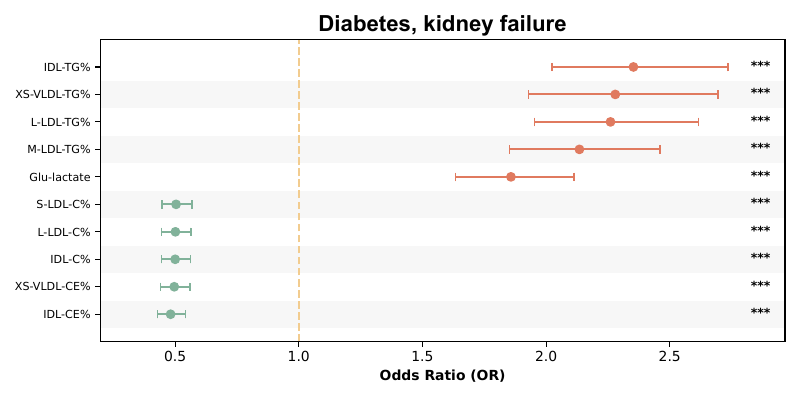 Diabetes, kidney failure
IDL-TG% ***
XS-VLDL-TG% ***
L-LDL-TG% ***
M-LDL-TG% ***
Glu-lactate ***
S-LDL-C% ***
L-LDL-C% ***
IDL-C% ***
XS-VLDL-CE% ***
IDL-CE% ***
0.5 1.0 1.5 2.0 2.5
Odds Ratio (OR)